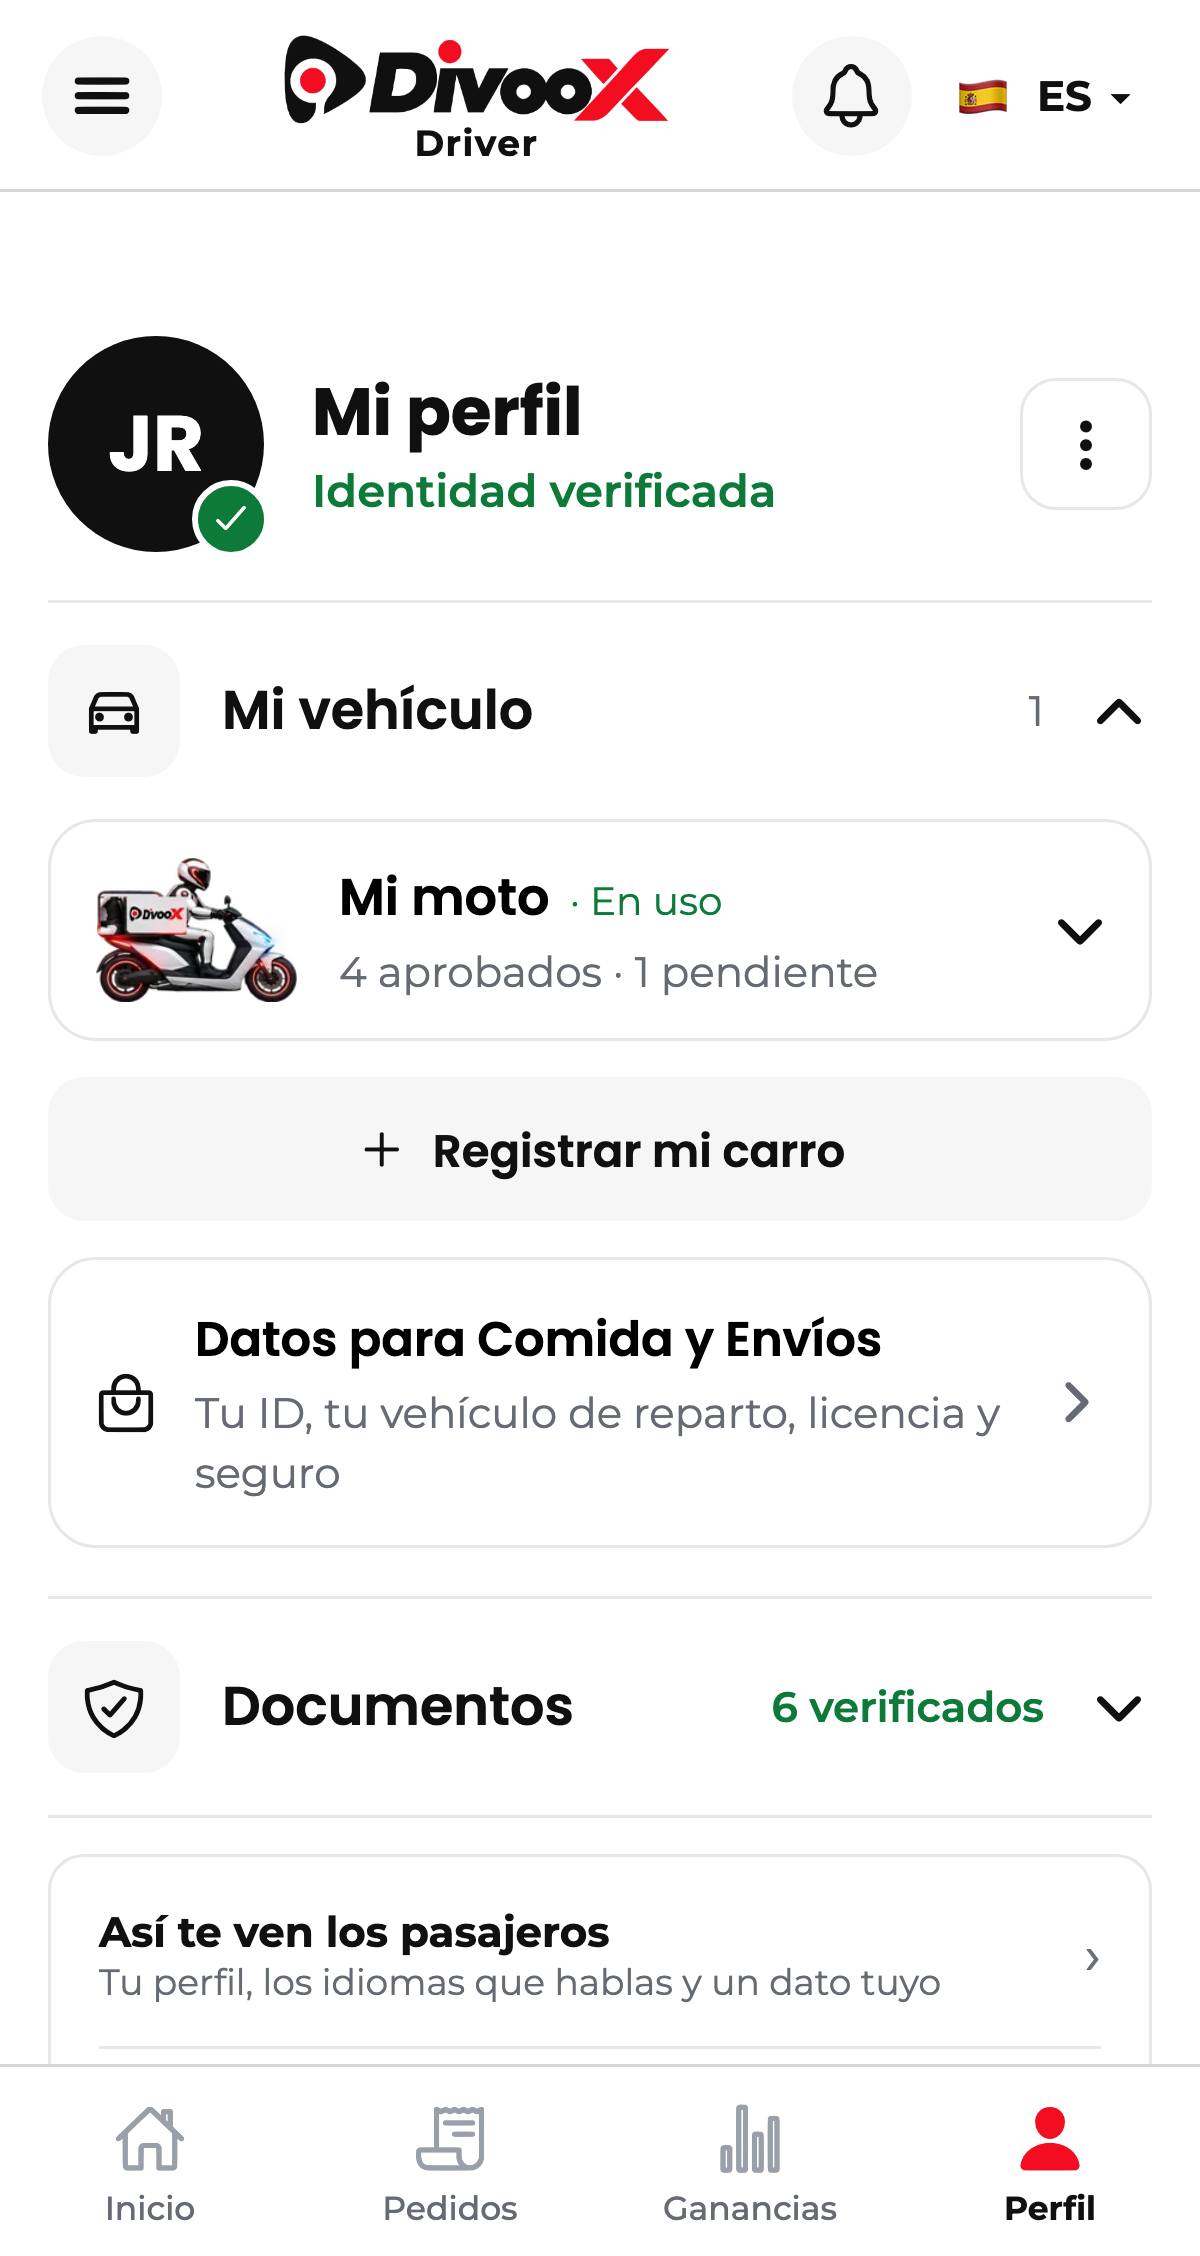 DivooX
Driver
ES
JR
Mi perfil
Identidad verificada
Mi vehículo
1
DivooX
Mi moto · En uso
4 aprobados · 1 pendiente
+ Registrar mi carro
Datos para Comida y Envíos
Tu ID, tu vehículo de reparto, licencia y
seguro
Documentos
6 verificados
Así te ven los pasajeros
Tu perfil, los idiomas que hablas y un dato tuyo
Inicio
Pedidos
Ganancias
Perfil